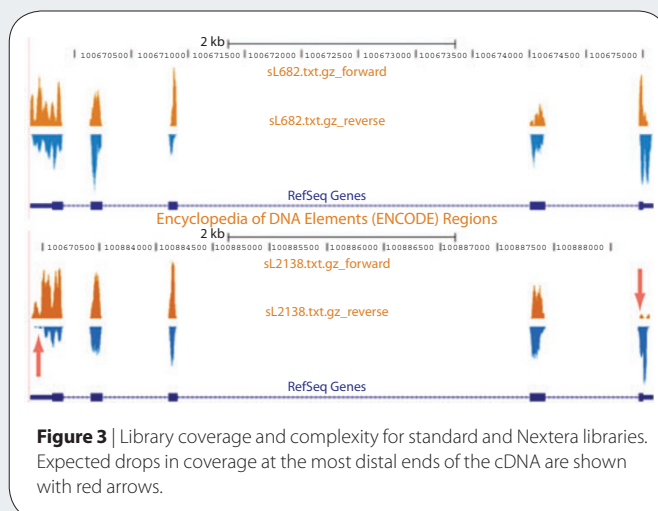 2 kb
100670500 100671000 100671500 100672000 100672500 100673000 100673500 100674000 100674500 100675000
sL682.txt.gz_forward
sL682.txt.gz_reverse
RefSeq Genes
Encyclopedia of DNA Elements (ENCODE) Regions
2 kb
100670500 100884000 100884500 100885000 100885500 100886000 100886500 100887000 100887500 100888000
sL2138.txt.gz_forward
sL2138.txt.gz_reverse
RefSeq Genes
Figure 3 | Library coverage and complexity for standard and Nextera libraries.
Expected drops in coverage at the most distal ends of the cDNA are shown
with red arrows.